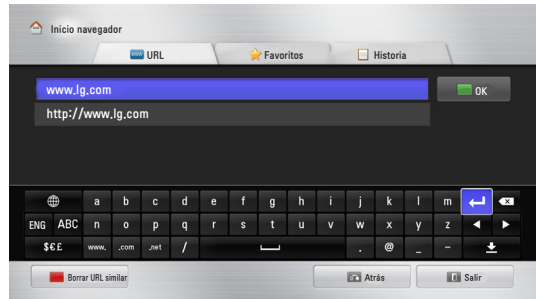 Inicio navegador
URL Favoritos Historia
www.lg.com OK
http://www.lg.com
a b c d e f g h i j k l m
ENG ABC n o p q r s t u v w x y z
$€£ www. .com .net / . @ _ -
Borrar URL similar Atrás Salir